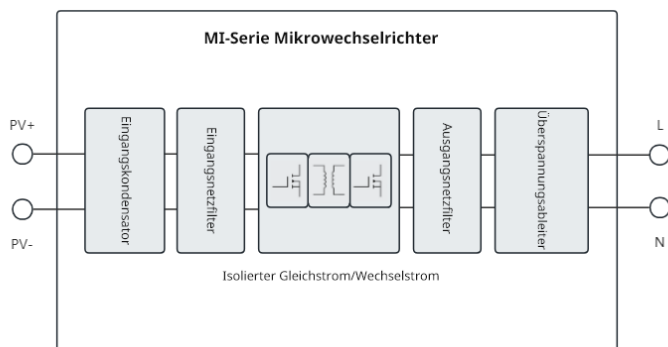 MI-Serie Mikrowechselrichter
PV+
PV-
Eingangskondensator
Eingangsnetzfilter
Isolierter Gleichstrom/Wechselstrom
Ausgangsnetzfilter
Überspannungsableiter
L
N